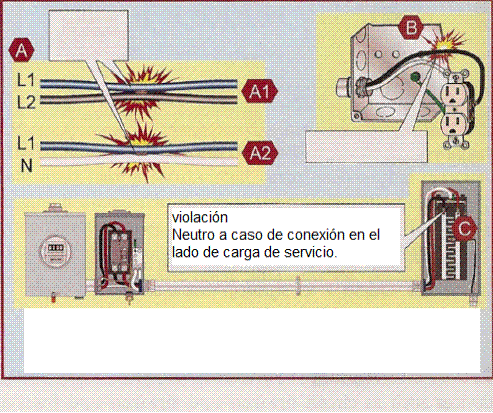 A
B
L1
L2
A1
L1
N
A2
violación
Neutro a caso de conexión en el
lado de carga de servicio.
C